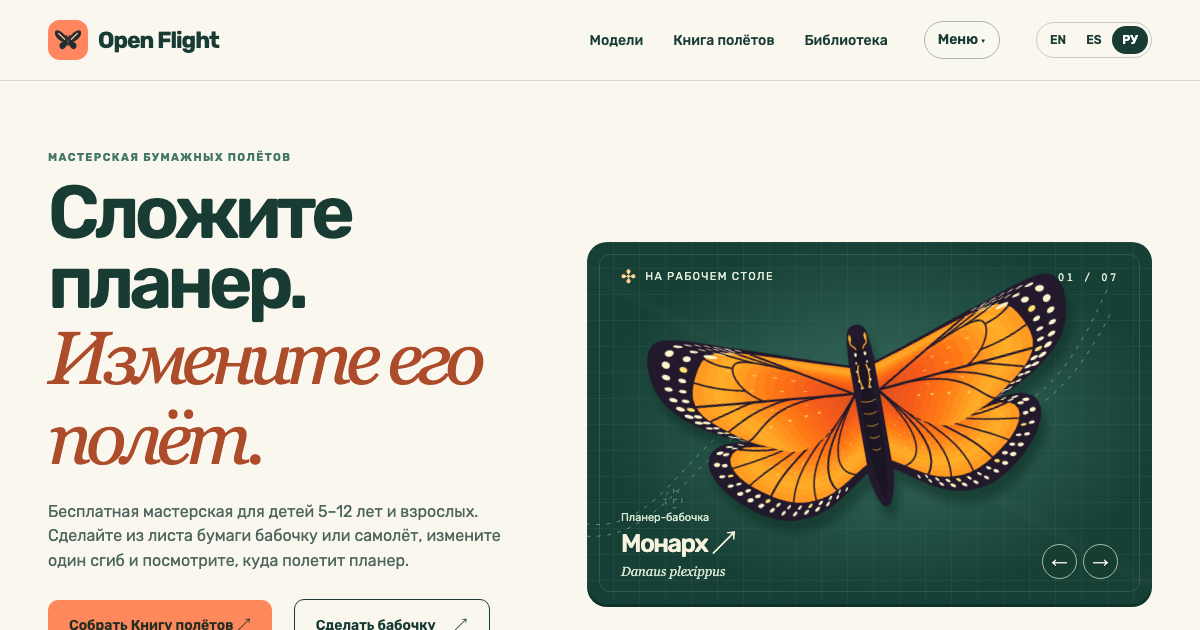 Open Flight
Модели
Книга полётов
Библиотека
Меню
EN
ES
РУ
МАСТЕРСКАЯ БУМАЖНЫХ ПОЛЁТОВ
Сложите
планер.
Измените его
полёт.
Бесплатная мастерская для детей 5–12 лет и взрослых.
Сделайте из листа бумаги бабочку или самолёт, измените
один сгиб и посмотрите, куда полетит планер.
Собрать Книгу полётов ↗
Сделать бабочку ↗
НА РАБОЧЕМ СТОЛЕ
01 / 07
Планер-бабочка
Монарх ↗
Danaus plexippus
← →